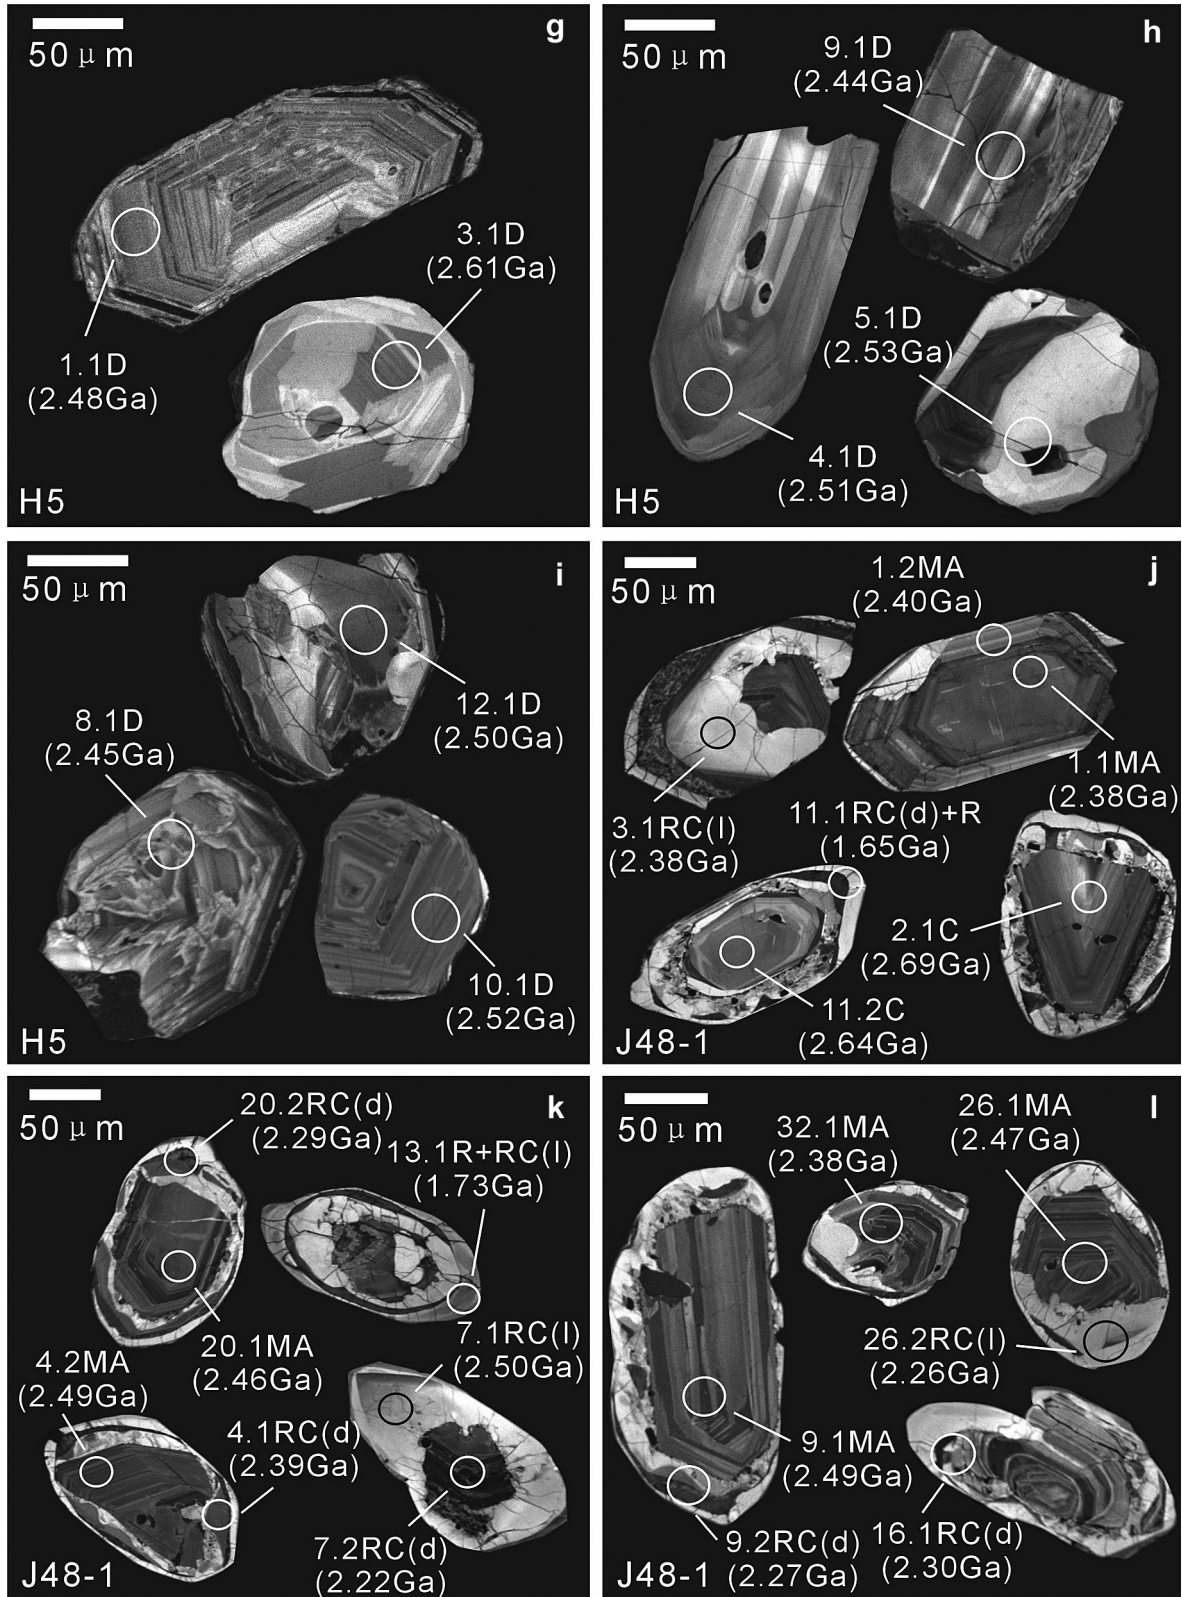 g
50 μm
3.1D
(2.61Ga)
1.1D
(2.48Ga)
H5
h
50 μm
9.1D
(2.44Ga)
5.1D
(2.53Ga)
4.1D
(2.51Ga)
H5
i
50 μm
12.1D
(2.50Ga)
8.1D
(2.45Ga)
10.1D
(2.52Ga)
H5
j
50 μm
1.2MA
(2.40Ga)
1.1MA
(2.38Ga)
3.1RC(l)
(2.38Ga)
11.1RC(d)+R
(1.65Ga)
2.1C
(2.69Ga)
11.2C
(2.64Ga)
J48-1
k
50 μm
20.2RC(d)
(2.29Ga)
13.1R+RC(l)
(1.73Ga)
7.1RC(l)
(2.50Ga)
20.1MA
(2.46Ga)
4.2MA
(2.49Ga)
4.1RC(d)
(2.39Ga)
7.2RC(d)
(2.22Ga)
J48-1
l
50 μm
26.1MA
(2.47Ga)
32.1MA
(2.38Ga)
26.2RC(l)
(2.26Ga)
9.1MA
(2.49Ga)
9.2RC(d)
(2.27Ga)
16.1RC(d)
(2.30Ga)
J48-1